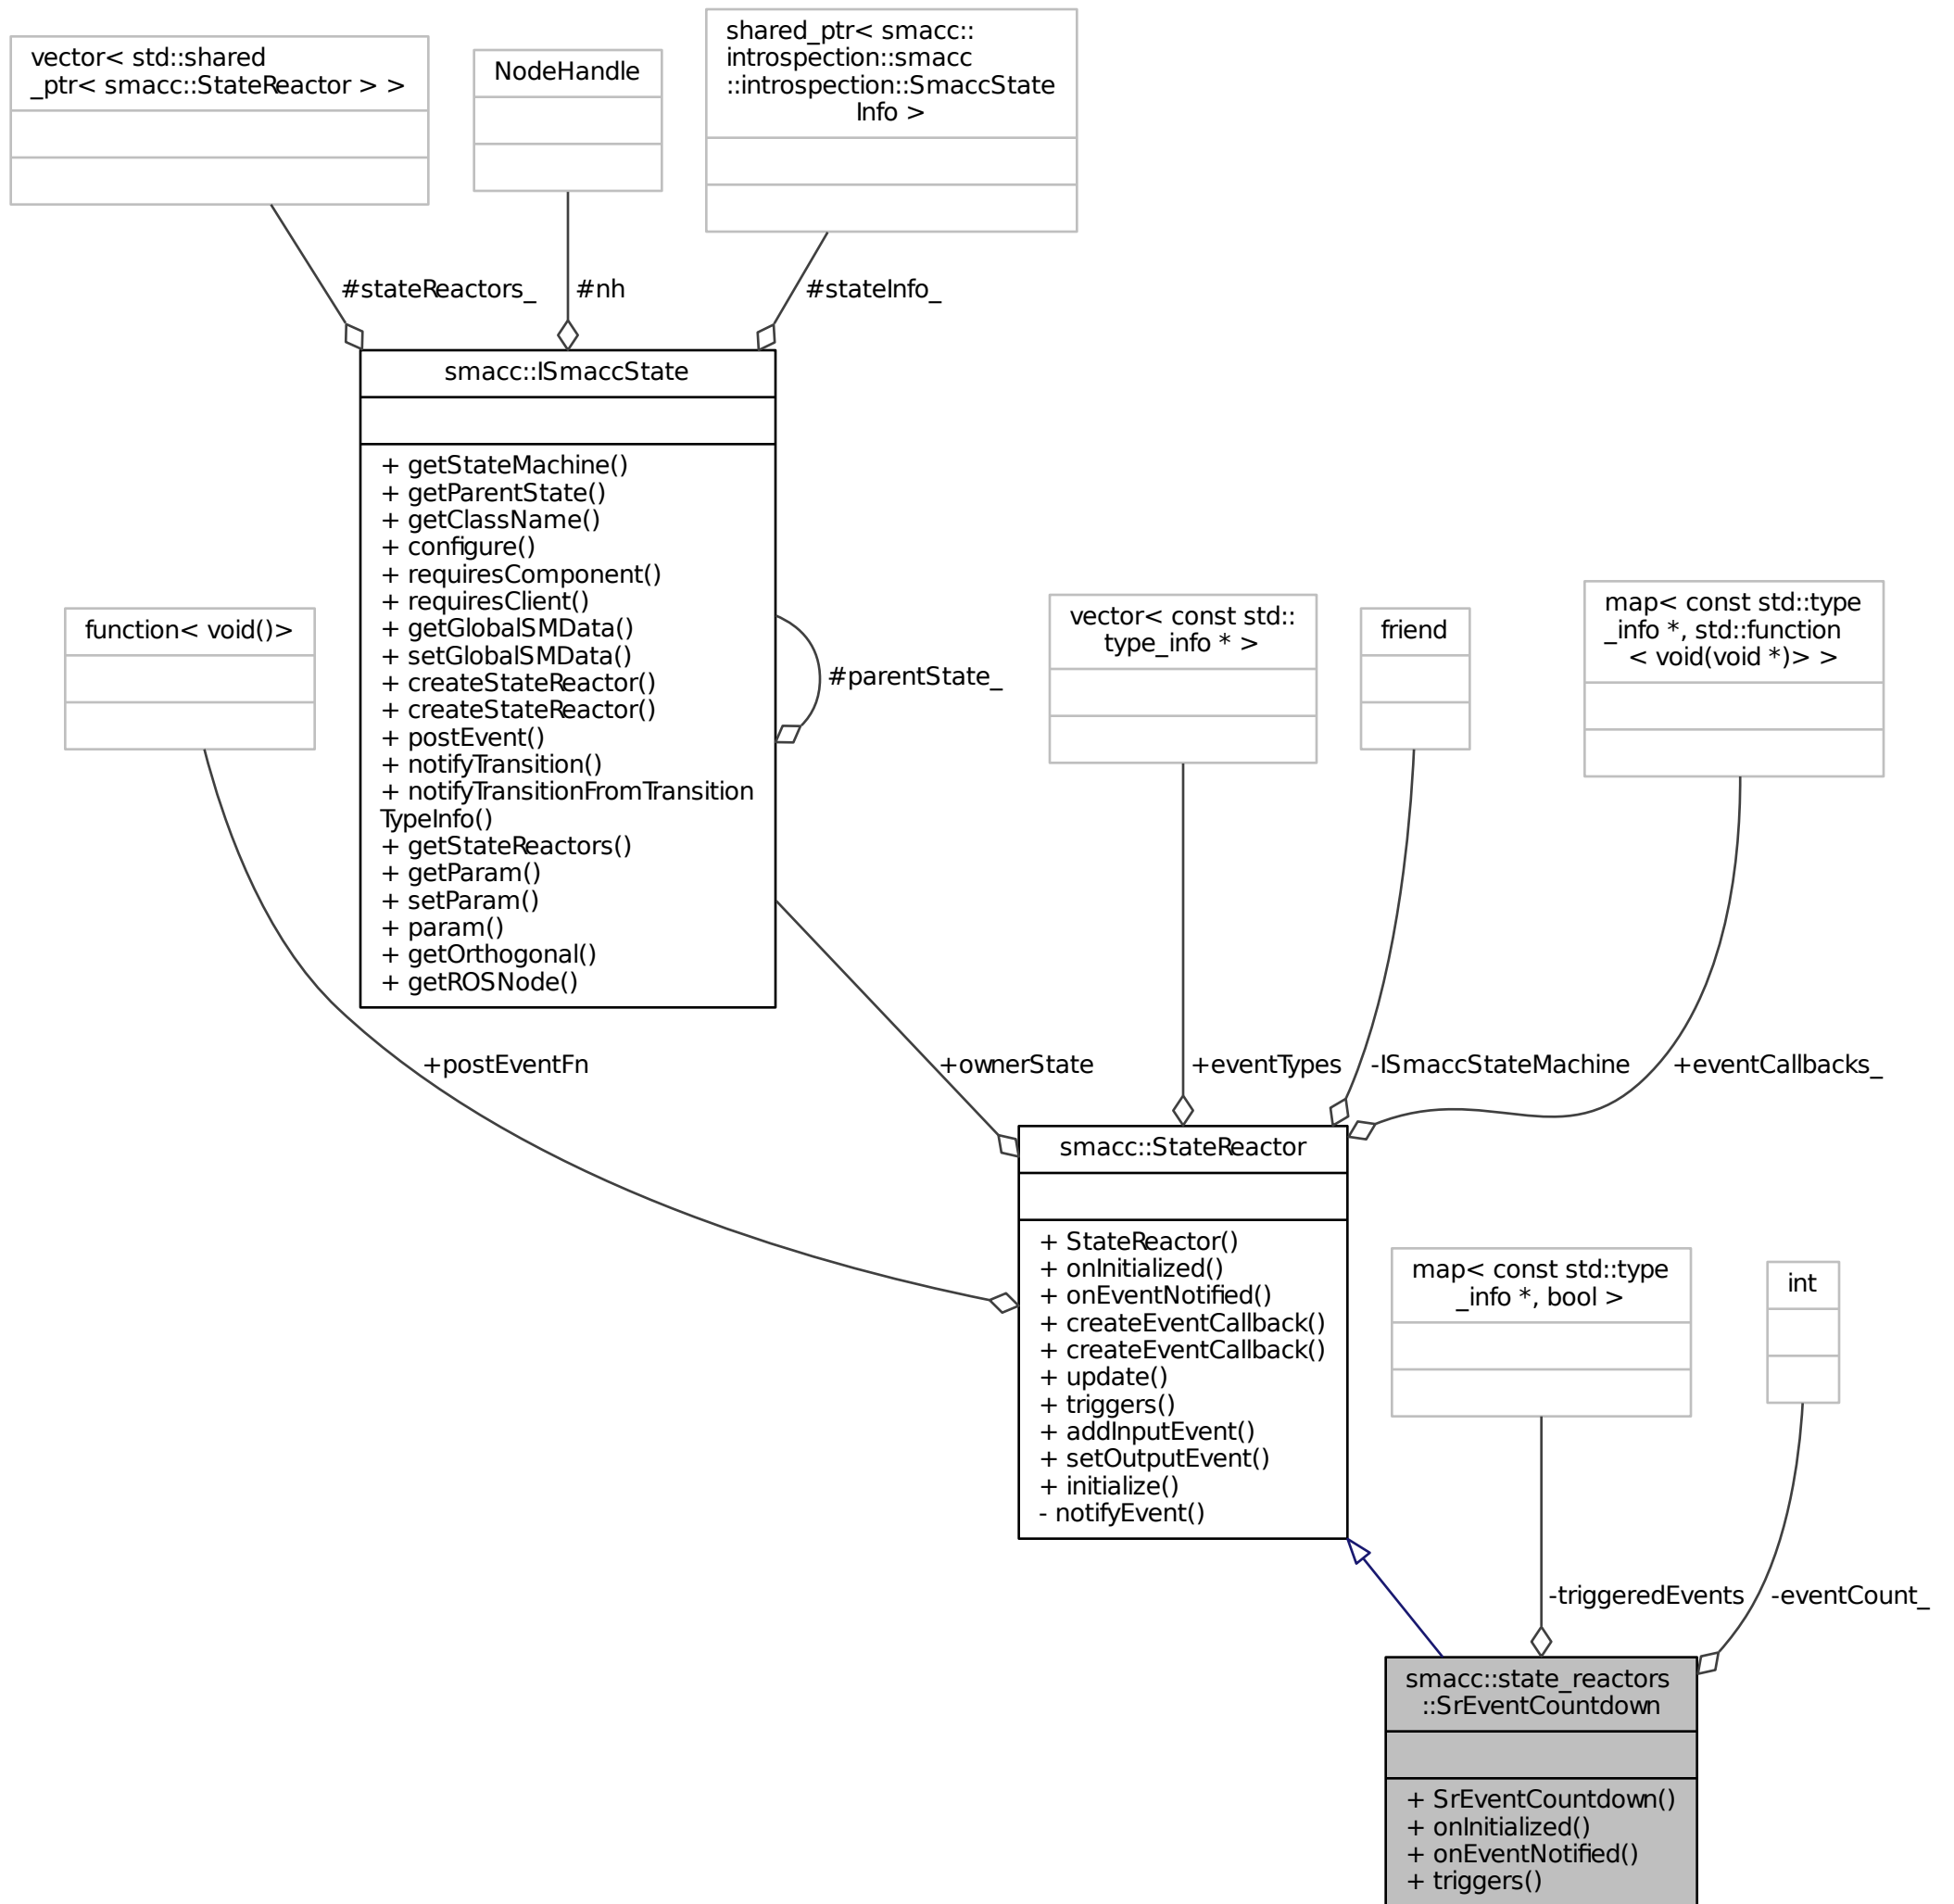 vector< std::shared
_ptr< smacc::StateReactor > >
NodeHandle
shared_ptr< smacc::
introspection::smacc
::introspection::SmaccState
Info >
#stateReactors_
#nh
#stateInfo_
smacc::ISmaccState
+ getStateMachine()
+ getParentState()
+ getClassName()
+ configure()
+ requiresComponent()
+ requiresClient()
+ getGlobalSMData()
+ setGlobalSMData()
+ createStateReactor()
+ createStateReactor()
+ postEvent()
+ notifyTransition()
+ notifyTransitionFromTransition
TypeInfo()
+ getStateReactors()
+ getParam()
+ setParam()
+ param()
+ getOrthogonal()
+ getROSNode()
#parentState_
function< void()>
vector< const std::
type_info * >
friend
map< const std::type
_info *, std::function
< void(void *)> >
+postEventFn
+ownerState
+eventTypes
-ISmaccStateMachine
+eventCallbacks_
smacc::StateReactor
+ StateReactor()
+ onInitialized()
+ onEventNotified()
+ createEventCallback()
+ createEventCallback()
+ update()
+ triggers()
+ addInputEvent()
+ setOutputEvent()
+ initialize()
- notifyEvent()
map< const std::type
_info *, bool >
int
-triggeredEvents
-eventCount_
smacc::state_reactors
::SrEventCountdown
+ SrEventCountdown()
+ onInitialized()
+ onEventNotified()
+ triggers()